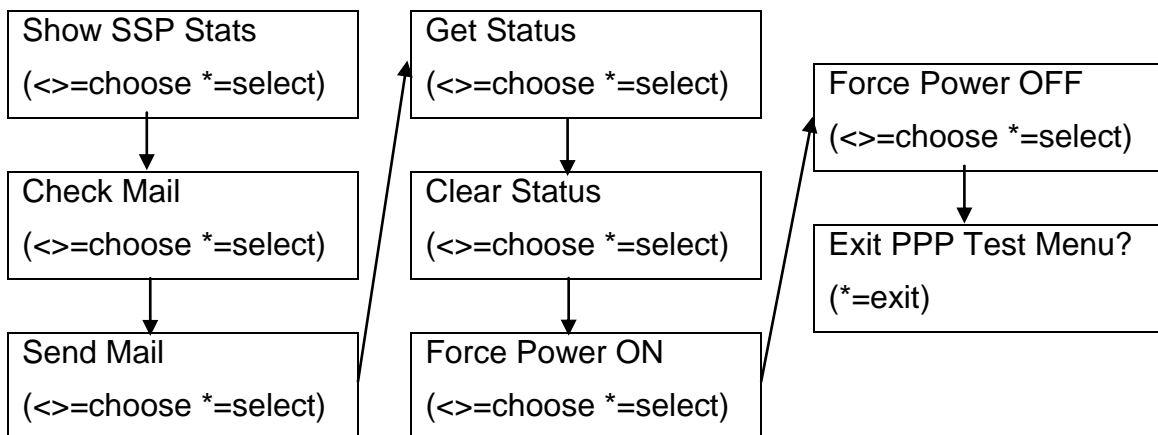 Show SSP Stats
(<>=choose *=select)
Check Mail
(<>=choose *=select)
Send Mail
(<>=choose *=select)
Get Status
(<>=choose *=select)
Clear Status
(<>=choose *=select)
Force Power ON
(<>=choose *=select)
Force Power OFF
(<>=choose *=select)
Exit PPP Test Menu?
(*=exit)